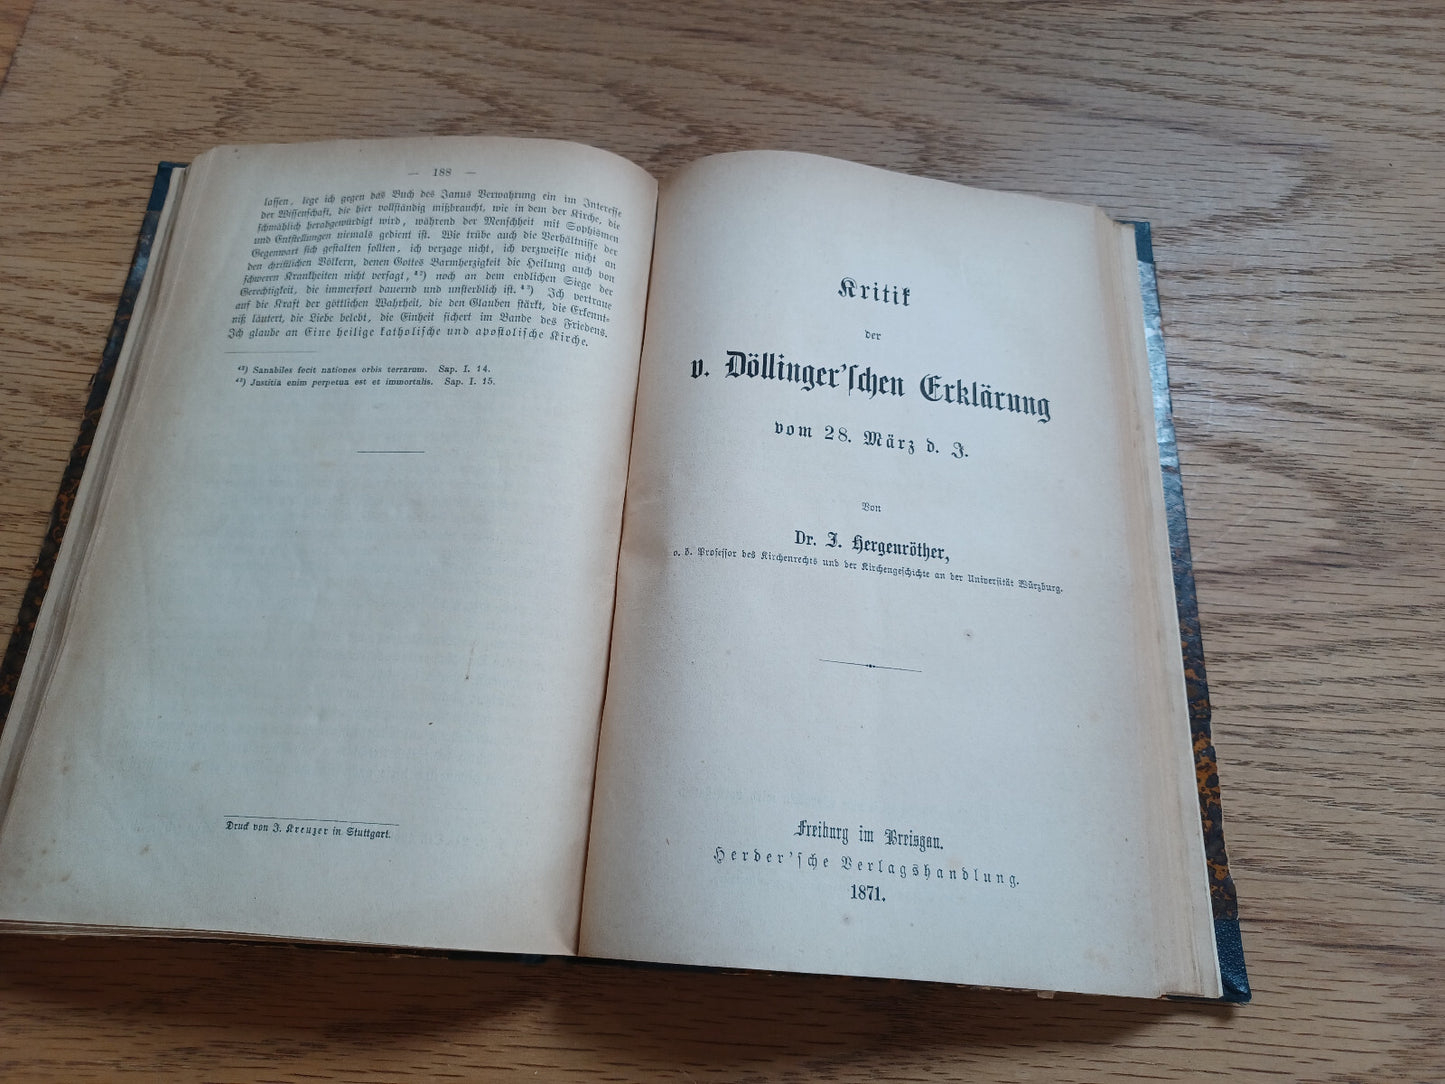 — 188 —
lassen, lege ich gegen das Buch des Janus Verwahrung ein im Interesse
der Wissenschaft, die hier vollständig mißbraucht, wie in dem der Kirche, die
schmählich herabgewürdigt wird, während der Menschheit mit Sophismen
und Entstellungen niemals gedient ist. Wie trübe auch die Verhältnisse der
Gegenwart sich gestalten sollten, ich verzage nicht, ich verzweifle nicht an
den christlichen Völkern, denen Gottes Barmherzigkeit die Heilung auch von
schweren Krankheiten nicht versagt, ⁴²) noch an dem endlichen Siege der
Gerechtigkeit, die immerfort dauernd und unsterblich ist. ⁴³) Ich vertraue
auf die Kraft der göttlichen Wahrheit, die den Glauben stärkt, die Erkennt-
niß läutert, die Liebe belebt, die Einheit sichert im Bande des Friedens.
Ich glaube an Eine heilige katholische und apostolische Kirche.
⁴²) Sanabiles fecit nationes orbis terrarum. Sap. I. 14.
⁴³) Justitia enim perpetua est et immortalis. Sap. I. 15.
Druck von J. Kreuzer in Stuttgart.
Kritik
der
v. Döllinger'schen Erklärung
vom 28. März d. J.
Von
Dr. J. Hergenröther,
o. ö. Professor des Kirchenrechts und der Kirchengeschichte an der Universität Würzburg.
Freiburg im Breisgau.
Herder'sche Verlagshandlung.
1871.